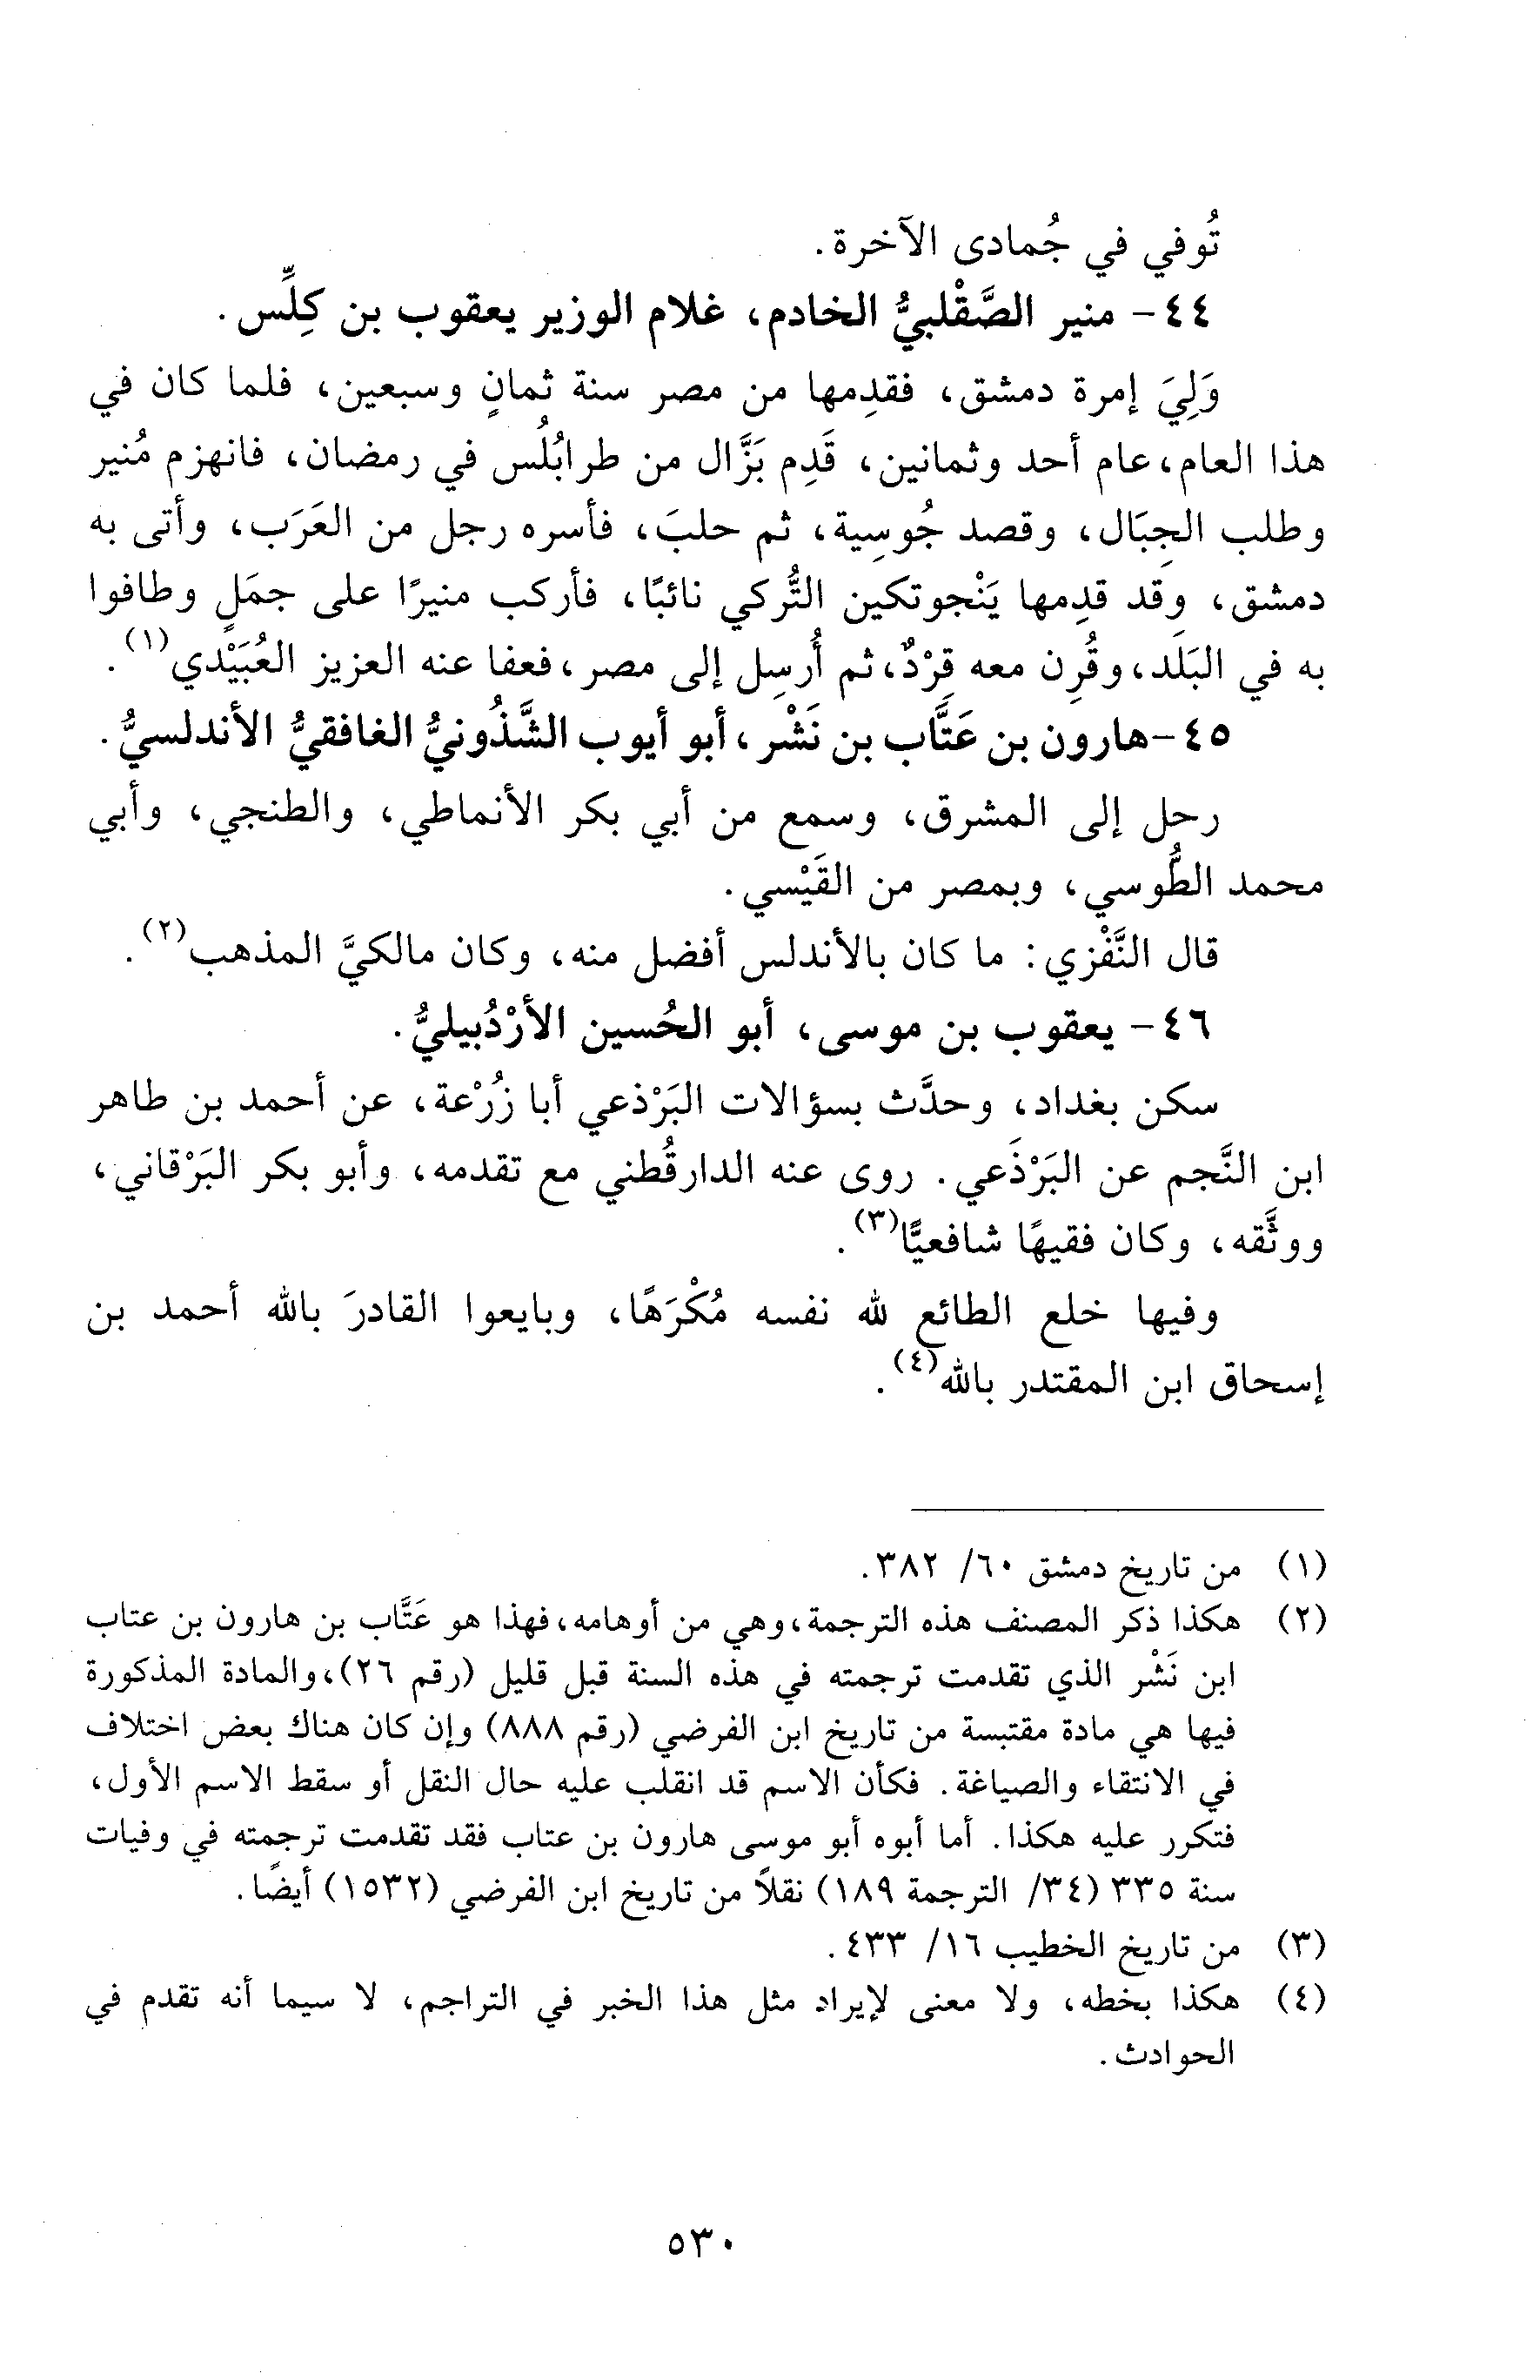 تُوفي في جُمادى الآخرة.
٤٤- منير الصَّقْلبيُّ الخادم، غلام الوزير يعقوب بن كِلِّس.
وَلِيَ إمرة دمشق، فقدِمها من مصر سنة ثمانٍ وسبعين، فلما كان في
هذا العام، عام أحد وثمانين، قَدِم بَزَّال من طرابُلُس في رمضان، فانهزم مُنير
وطلب الجِبَال، وقصد جُوسِية، ثم حلبَ، فأسره رجل من العَرَب، وأتى به
دمشق، وقد قدِمها يَنْجوتكين التُّركي نائبًا، فأركب منيرًا على جمَلٍ وطافوا
به في البَلَد، وقُرِن معه قِرْدٌ، ثم أُرسِل إلى مصر، فعفا عنه العزيز العُبَيْدي(١).
٤٥- هارون بن عَتَّاب بن نَشْر، أبو أيوب الشَّذُونيُّ الغافقيُّ الأندلسيُّ.
رحل إلى المشرق، وسمع من أبي بكر الأنماطي، والطنجي، وأبي
محمد الطُّوسي، وبمصر من القَيْسي.
قال النَّفْزي: ما كان بالأندلس أفضل منه، وكان مالكيَّ المذهب(٢).
٤٦- يعقوب بن موسى، أبو الحُسين الأرْدُبيليُّ.
سكن بغداد، وحدَّث بسؤالات البَرْذعي أبا زُرْعة، عن أحمد بن طاهر
ابن النَّجم عن البَرْذَعي. روى عنه الدارقُطني مع تقدمه، وأبو بكر البَرْقاني،
ووثَّقه، وكان فقيهًا شافعيًّا(٣).
وفيها خلع الطائع لله نفسه مُكْرَهًا، وبايعوا القادرَ بالله أحمد بن
إسحاق ابن المقتدر بالله(٤).
(١) من تاريخ دمشق ٦٠/ ٣٨٢.
(٢) هكذا ذكر المصنف هذه الترجمة، وهي من أوهامه، فهذا هو عَتَّاب بن هارون بن عتاب
ابن نَشْر الذي تقدمت ترجمته في هذه السنة قبل قليل (رقم ٢٦)، والمادة المذكورة
فيها هي مادة مقتبسة من تاريخ ابن الفرضي (رقم ٨٨٨) وإن كان هناك بعض اختلاف
في الانتقاء والصياغة. فكأن الاسم قد انقلب عليه حال النقل أو سقط الاسم الأول،
فتكرر عليه هكذا. أما أبوه أبو موسى هارون بن عتاب فقد تقدمت ترجمته في وفيات
سنة ٣٣٥ (٣٤/ الترجمة ١٨٩) نقلاً من تاريخ ابن الفرضي (١٥٣٢) أيضًا.
(٣) من تاريخ الخطيب ١٦/ ٤٣٣.
(٤) هكذا بخطه، ولا معنى لإيراد مثل هذا الخبر في التراجم، لا سيما أنه تقدم في
الحوادث.
٥٣٠